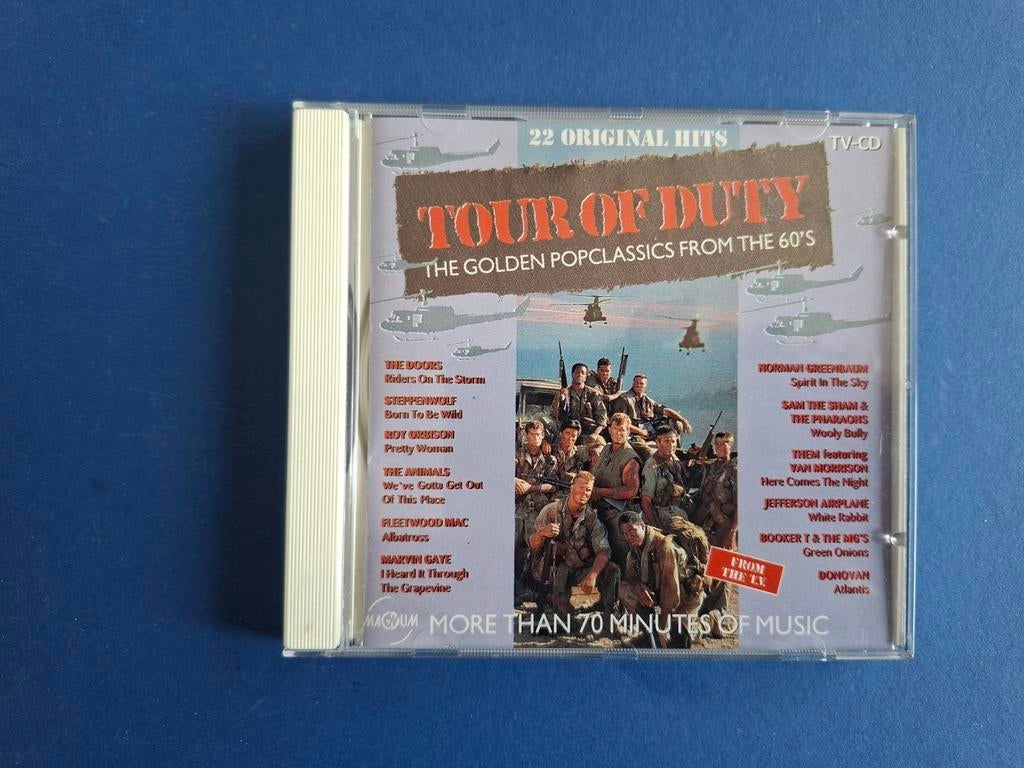 22 ORIGINAL HITS
TV-CD
TOUR OF DUTY
THE GOLDEN POPCLASSICS FROM THE 60'S
THE DOORS
Riders On The Storm
STEPPENWOLF
Born To Be Wild
ROY ORBISON
Pretty Woman
THE ANIMALS
We've Gotta Get Out
Of This Place
FLEETWOOD MAC
Albatross
MARVIN GAYE
I Heard It Through
The Grapevine
NORMAN GREENBAUM
Spirit In The Sky
SAM THE SHAM &
THE PHARAOHS
Wooly Bully
THEM featuring
VAN MORRISON
Here Comes The Night
JEFFERSON AIRPLANE
White Rabbit
BOOKER T & THE MG'S
Green Onions
DONOVAN
Atlantis
FROM
THE T.V.
MAGNUM
MORE THAN 70 MINUTES OF MUSIC